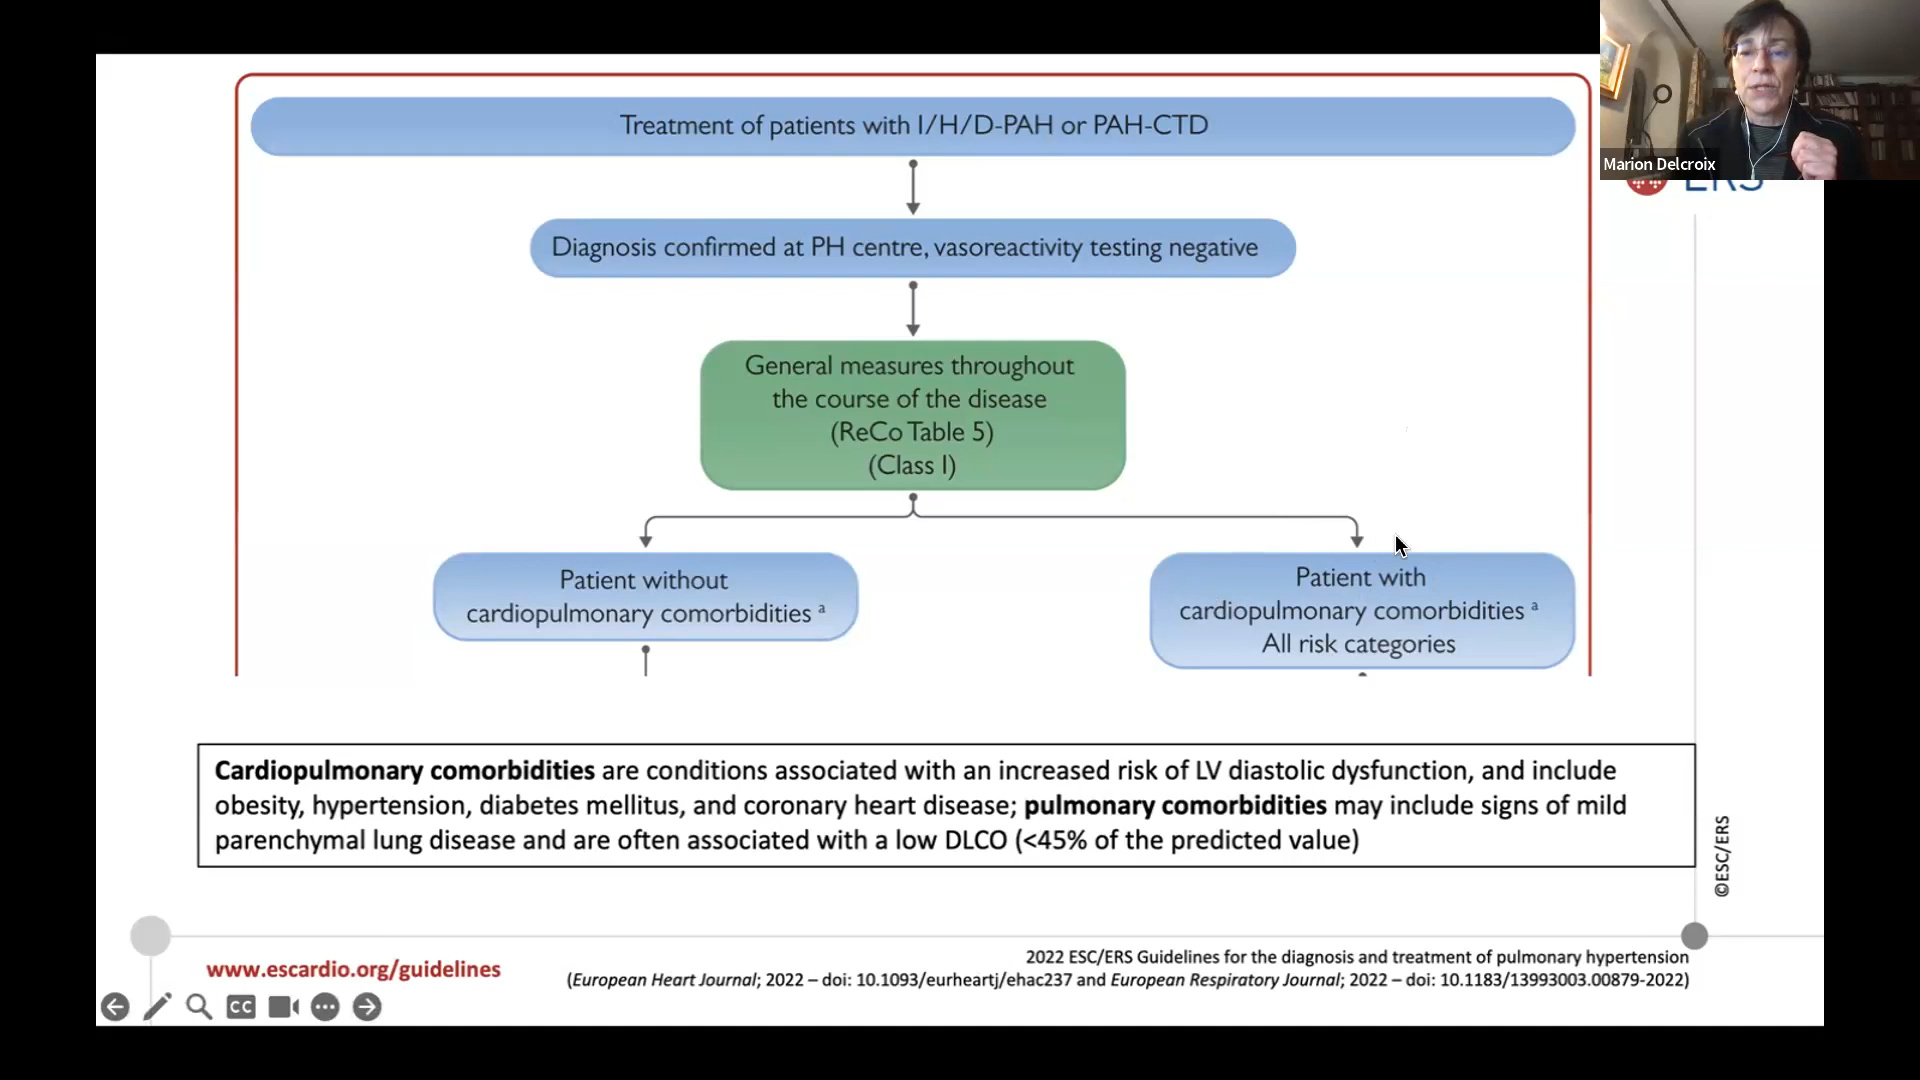 Treatment of patients with I/H/D-PAH or PAH-CTD
Diagnosis confirmed at PH centre, vasoreactivity testing negative
General measures throughout
the course of the disease
(ReCo Table 5)
(Class I)
Patient without
cardiopulmonary comorbidities a
Patient with
cardiopulmonary comorbidities a
All risk categories
Cardiopulmonary comorbidities are conditions associated with an increased risk of LV diastolic dysfunction, and include
obesity, hypertension, diabetes mellitus, and coronary heart disease; pulmonary comorbidities may include signs of mild
parenchymal lung disease and are often associated with a low DLCO (<45% of the predicted value)
©ESC/ERS
www.escardio.org/guidelines
2022 ESC/ERS Guidelines for the diagnosis and treatment of pulmonary hypertension
(European Heart Journal; 2022 – doi: 10.1093/eurheartj/ehac237 and European Respiratory Journal; 2022 – doi: 10.1183/13993003.00879-2022)
CC
Marion Delcroix
ERS